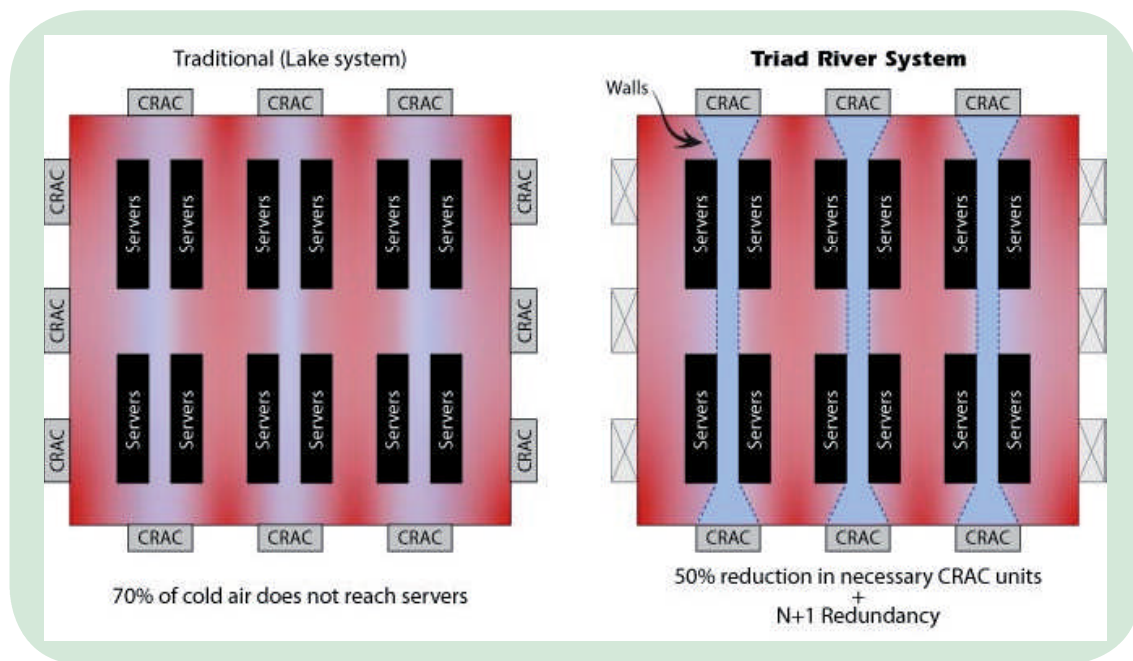 Traditional (Lake system)
CRAC CRAC CRAC
CRAC CRAC
Servers Servers Servers Servers Servers Servers
CRAC CRAC
Servers Servers Servers Servers Servers Servers
CRAC CRAC
CRAC CRAC CRAC
70% of cold air does not reach servers
Triad River System
Walls
CRAC CRAC CRAC
Servers Servers Servers Servers Servers Servers
Servers Servers Servers Servers Servers Servers
CRAC CRAC CRAC
50% reduction in necessary CRAC units
+
N+1 Redundancy